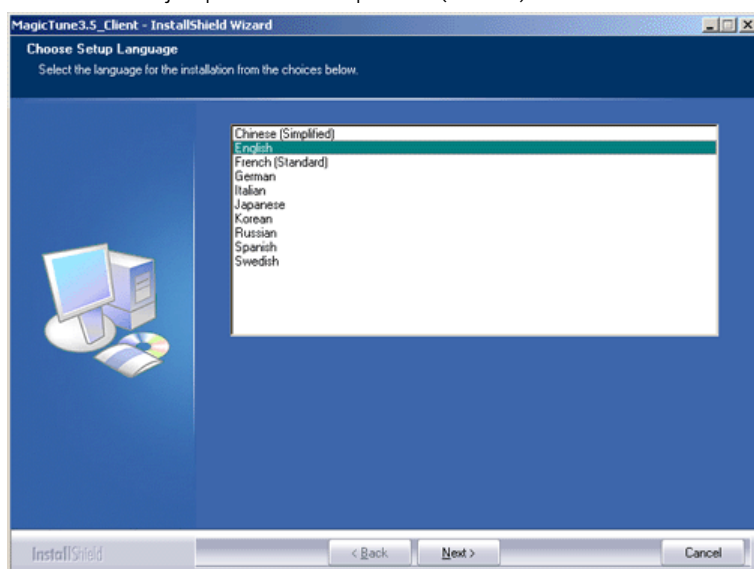 MagicTune3.5_Client - InstallShield Wizard
Choose Setup Language
Select the language for the installation from the choices below.
Chinese (Simplified)
English
French (Standard)
German
Italian
Japanese
Korean
Russian
Spanish
Swedish
InstallShield
< Back
Next >
Cancel